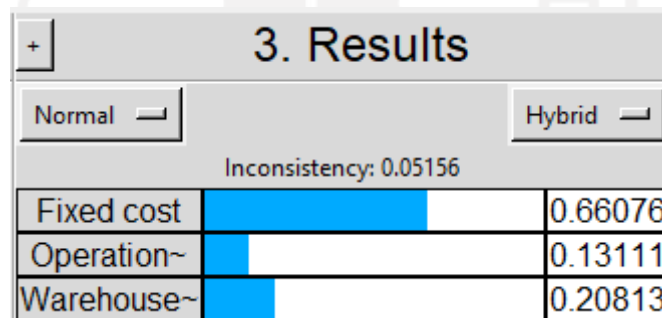 + 3. Results
Normal Hybrid
Inconsistency: 0.05156
Fixed cost 0.66076
Operation~ 0.13111
Warehouse~ 0.20813